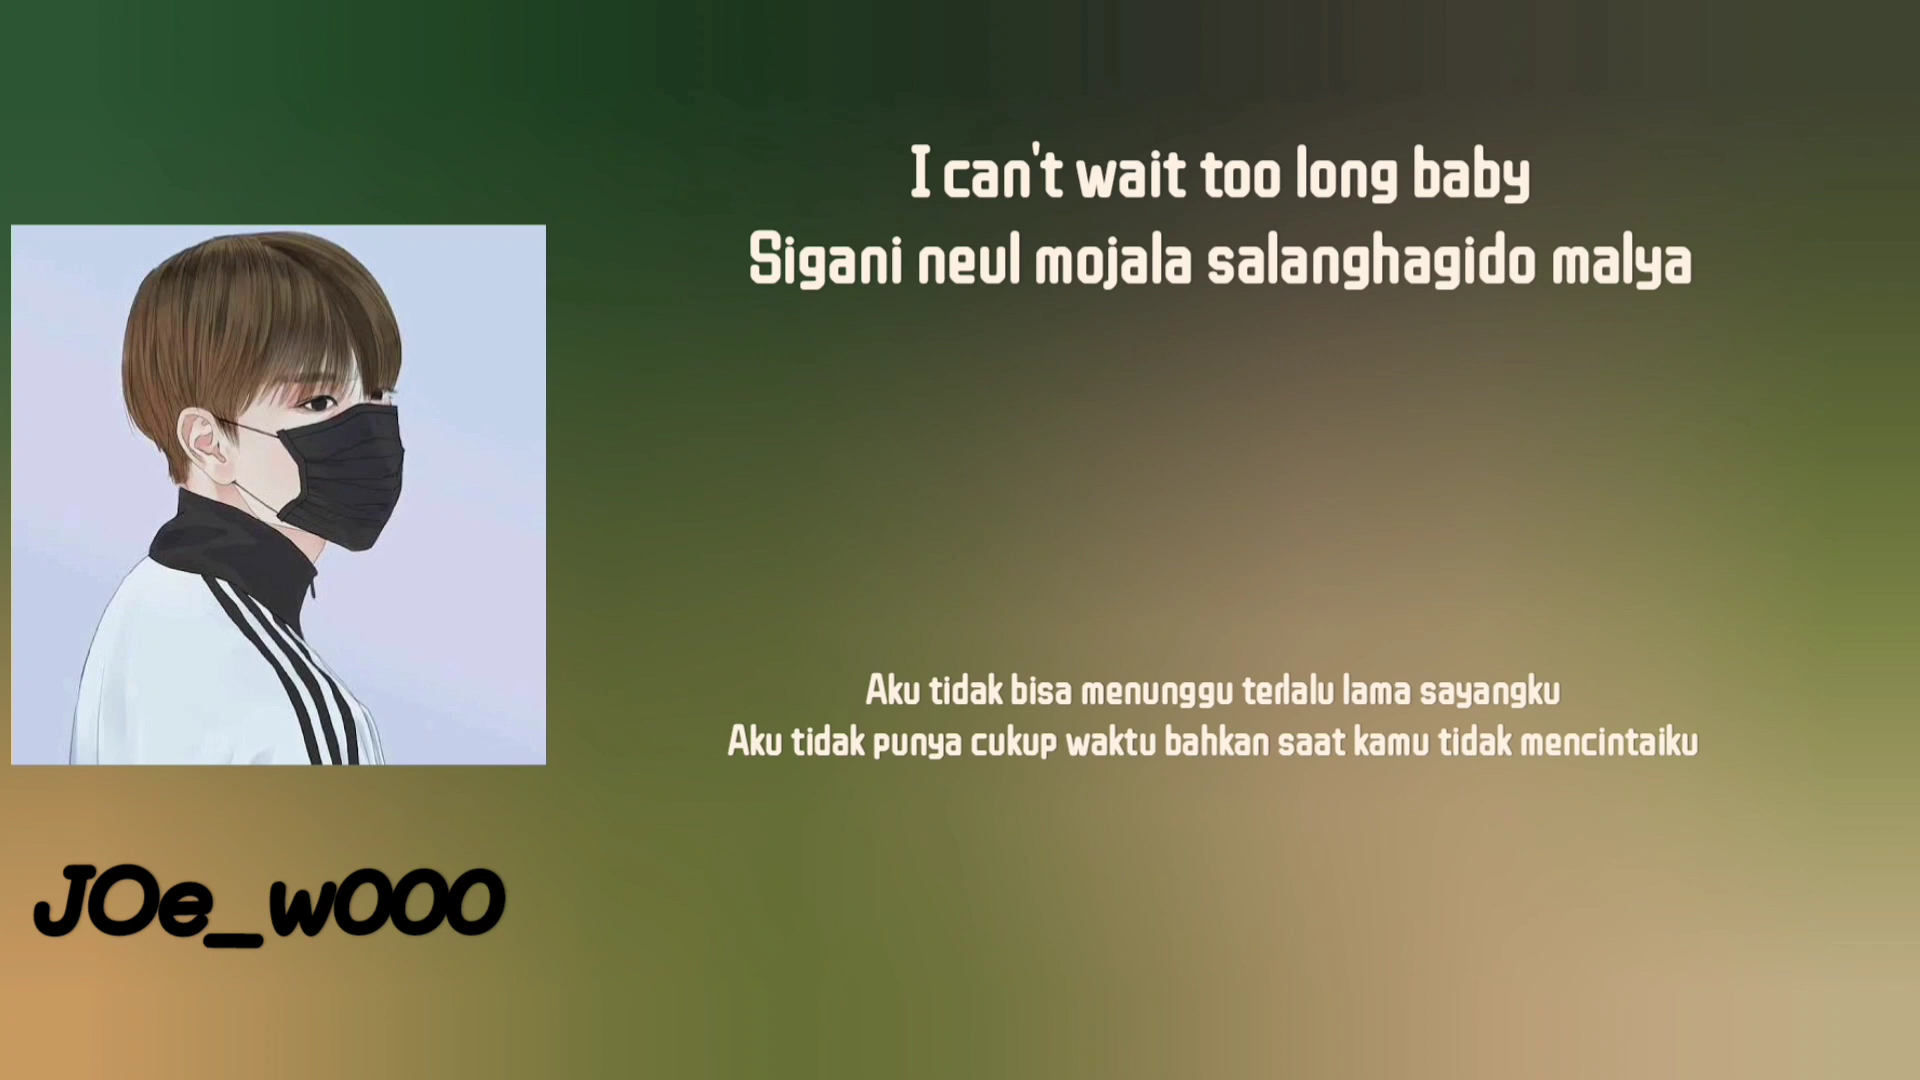 I can't wait too long baby
Sigani neul mojala salanghagido malya
Aku tidak bisa menunggu terlalu lama sayangku
Aku tidak punya cukup waktu bahkan saat kamu tidak mencintaiku
JOe_wOOO